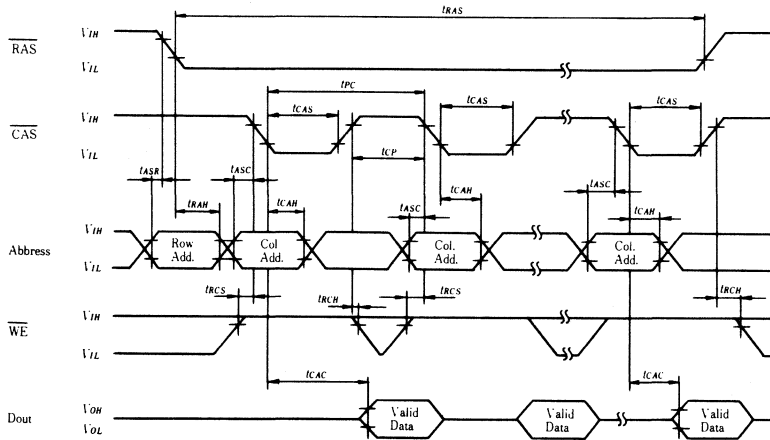 tRAS
RAS
VIH
VIL
tPC
tCAS
tCAS
tCAS
CAS
VIH
VIL
tCP
tASR
tASC
tRAH
tCAH
tASC
tCAH
tASC
tCAH
Address
VIH
VIL
Row
Add.
Col
Add.
Col.
Add.
Col.
Add.
tRCS
tRCH
tRCS
tRCH
WE
VIH
VIL
tCAC
tCAC
Dout
VOH
VOL
Valid
Data
Valid
Data
Valid
Data